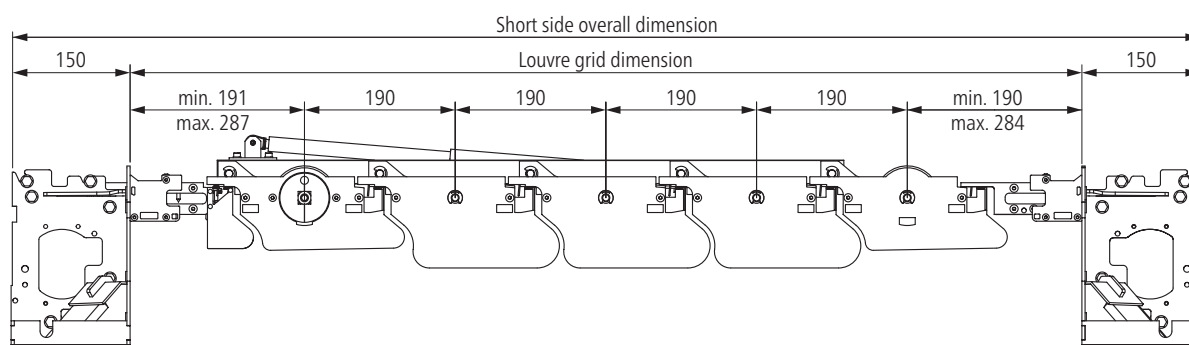 Short side overall dimension
150
Louvre grid dimension
150
min. 191
max. 287
190
190
190
190
min. 190
max. 284